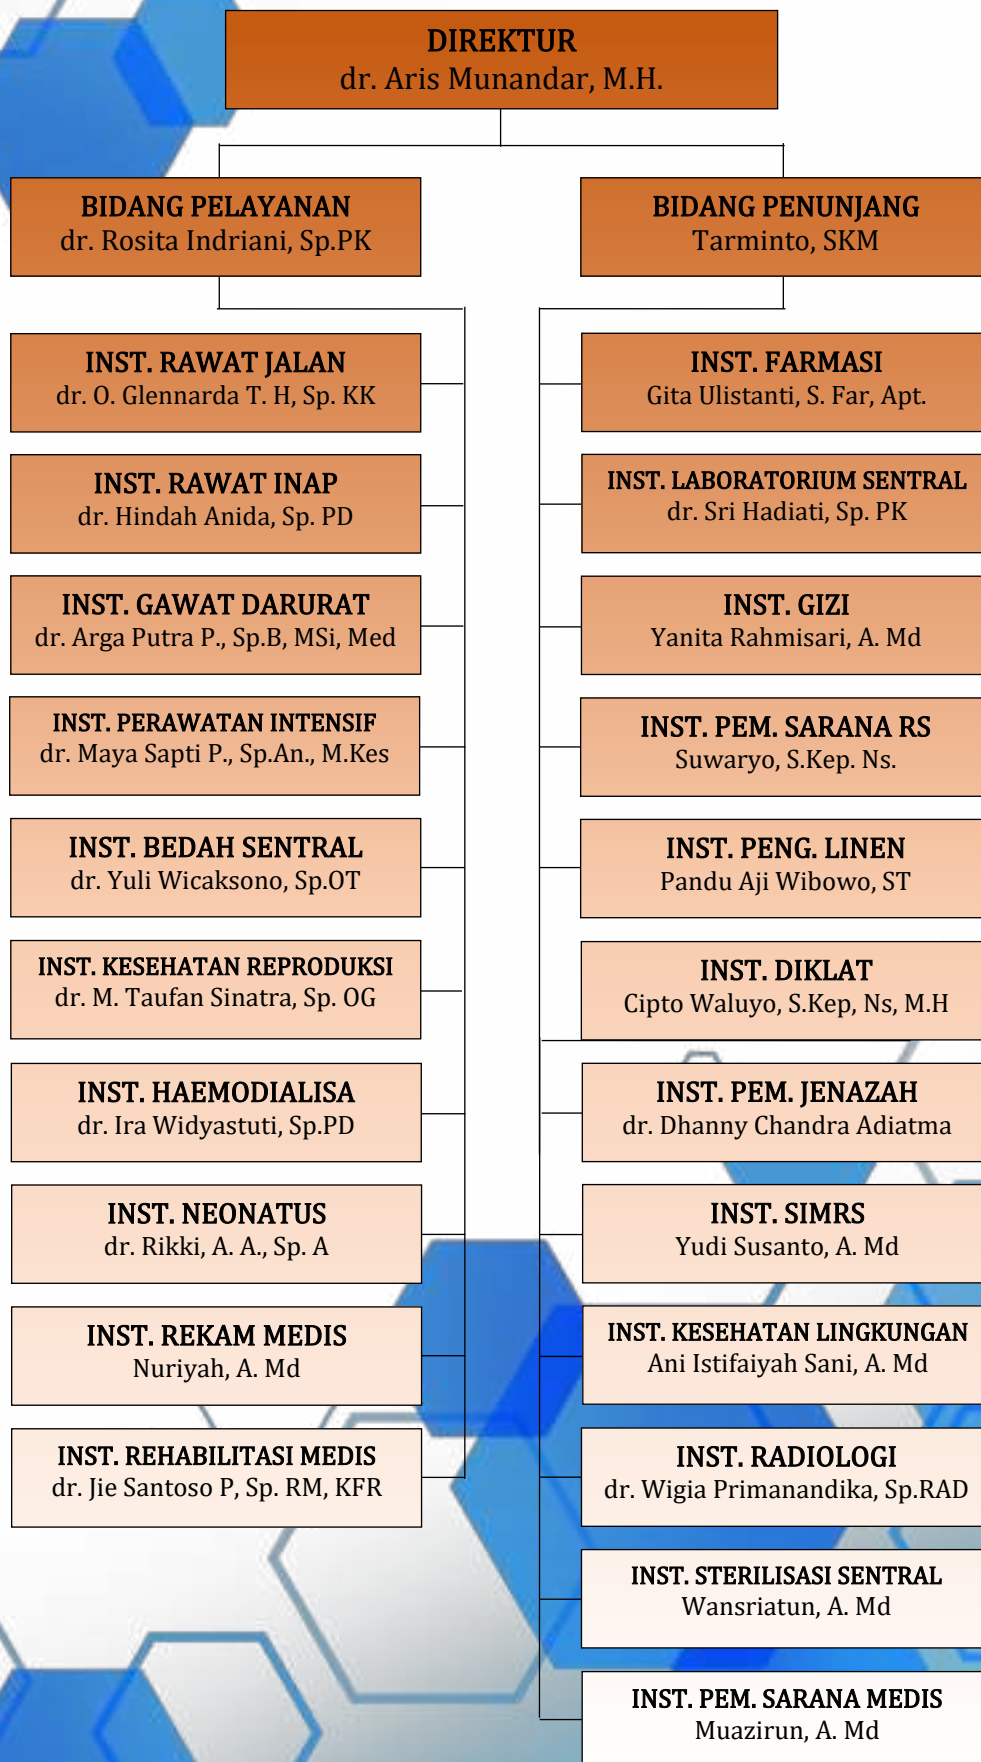 DIREKTUR
dr. Aris Munandar, M.H.
BIDANG PELAYANAN
dr. Rosita Indriani, Sp.PK
BIDANG PENUNJANG
Tarminto, SKM
INST. RAWAT JALAN
dr. O. Glennarda T. H, Sp. KK
INST. RAWAT INAP
dr. Hindah Anida, Sp. PD
INST. GAWAT DARURAT
dr. Arga Putra P., Sp.B, MSi, Med
INST. PERAWATAN INTENSIF
dr. Maya Sapti P., Sp.An., M.Kes
INST. BEDAH SENTRAL
dr. Yuli Wicaksono, Sp.OT
INST. KESEHATAN REPRODUKSI
dr. M. Taufan Sinatra, Sp. OG
INST. HAEMODIALISA
dr. Ira Widyastuti, Sp.PD
INST. NEONATUS
dr. Rikki, A. A., Sp. A
INST. REKAM MEDIS
Nuriyah, A. Md
INST. REHABILITASI MEDIS
dr. Jie Santoso P, Sp. RM, KFR
INST. FARMASI
Gita Ulistanti, S. Far, Apt.
INST. LABORATORIUM SENTRAL
dr. Sri Hadiati, Sp. PK
INST. GIZI
Yanita Rahmisari, A. Md
INST. PEM. SARANA RS
Suwaryo, S.Kep. Ns.
INST. PENG. LINEN
Pandu Aji Wibowo, ST
INST. DIKLAT
Cipto Waluyo, S.Kep, Ns, M.H
INST. PEM. JENAZAH
dr. Dhanny Chandra Adiatma
INST. SIMRS
Yudi Susanto, A. Md
INST. KESEHATAN LINGKUNGAN
Ani Istifaiyah Sani, A. Md
INST. RADIOLOGI
dr. Wigia Primanandika, Sp.RAD
INST. STERILISASI SENTRAL
Wansriatun, A. Md
INST. PEM. SARANA MEDIS
Muazirun, A. Md